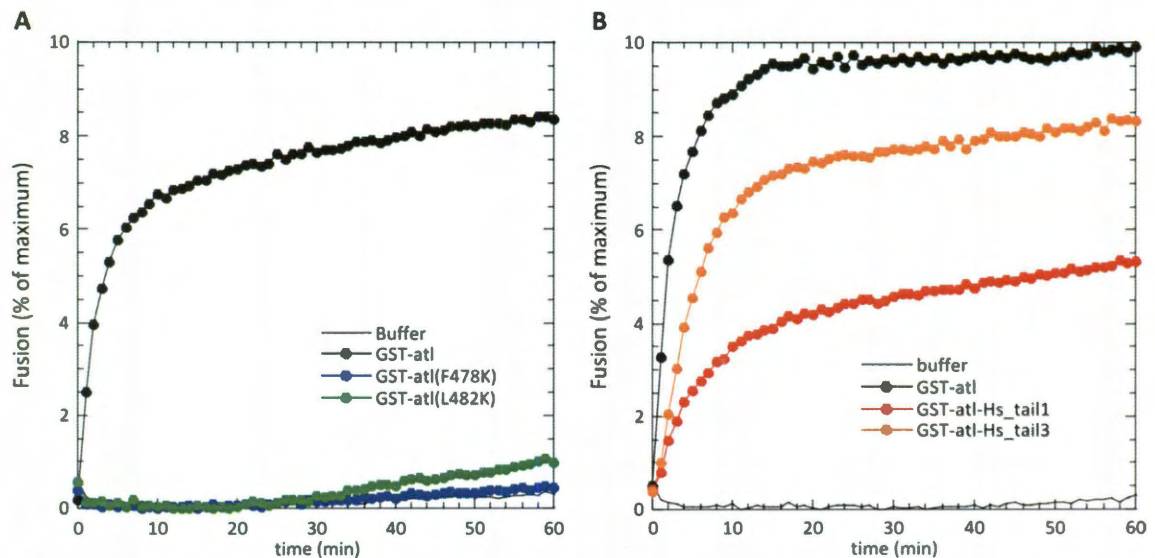 A
10
8
6
4
2
0
0
10
20
30
40
50
60
Fusion (% of maximum)
time (min)
Buffer
GST-atl
GST-atl(F478K)
GST-atl(L482K)
B
10
8
6
4
2
0
0
10
20
30
40
50
60
Fusion (% of maximum)
time (min)
buffer
GST-atl
GST-atl-Hs_tail1
GST-atl-Hs_tail3